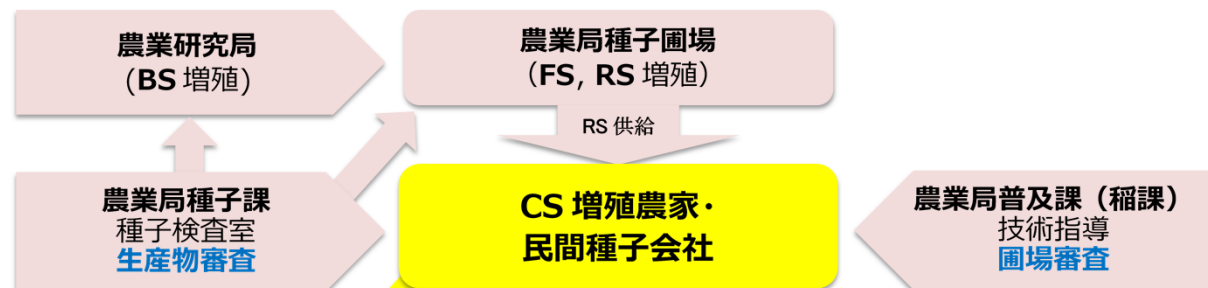 農業研究局
(BS 増殖)
農業局種子圃場
（FS, RS 増殖）
RS 供給
農業局種子課
種子検査室
生産物審査
CS 増殖農家・
民間種子会社
農業局普及課（稲課）
技術指導
圃場審査